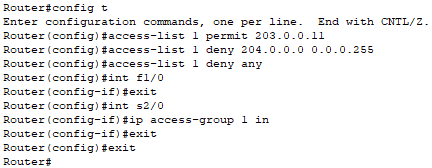 Router#config t
Enter configuration commands, one per line.  End with CNTL/Z.
Router(config)#access-list 1 permit 203.0.0.11
Router(config)#access-list 1 deny 204.0.0.0 0.0.0.255
Router(config)#access-list 1 deny any
Router(config)#int f1/0
Router(config-if)#exit
Router(config)#int s2/0
Router(config-if)#ip access-group 1 in
Router(config-if)#exit
Router(config)#exit
Router#